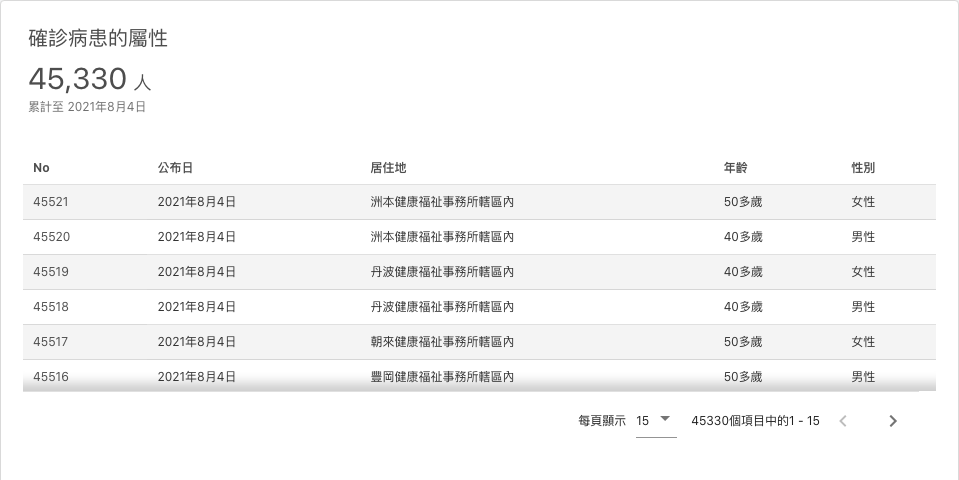 確診病患的屬性
45,330 人
累計至 2021年8月4日
No 公布日 居住地 年齡 性別
45521 2021年8月4日 洲本健康福祉事務所轄區內 50多歲 女性
45520 2021年8月4日 洲本健康福祉事務所轄區內 40多歲 男性
45519 2021年8月4日 丹波健康福祉事務所轄區內 40多歲 女性
45518 2021年8月4日 丹波健康福祉事務所轄區內 40多歲 男性
45517 2021年8月4日 朝來健康福祉事務所轄區內 50多歲 女性
45516 2021年8月4日 豐岡健康福祉事務所轄區內 50多歲 男性
每頁顯示 15 45330個項目中的1 - 15